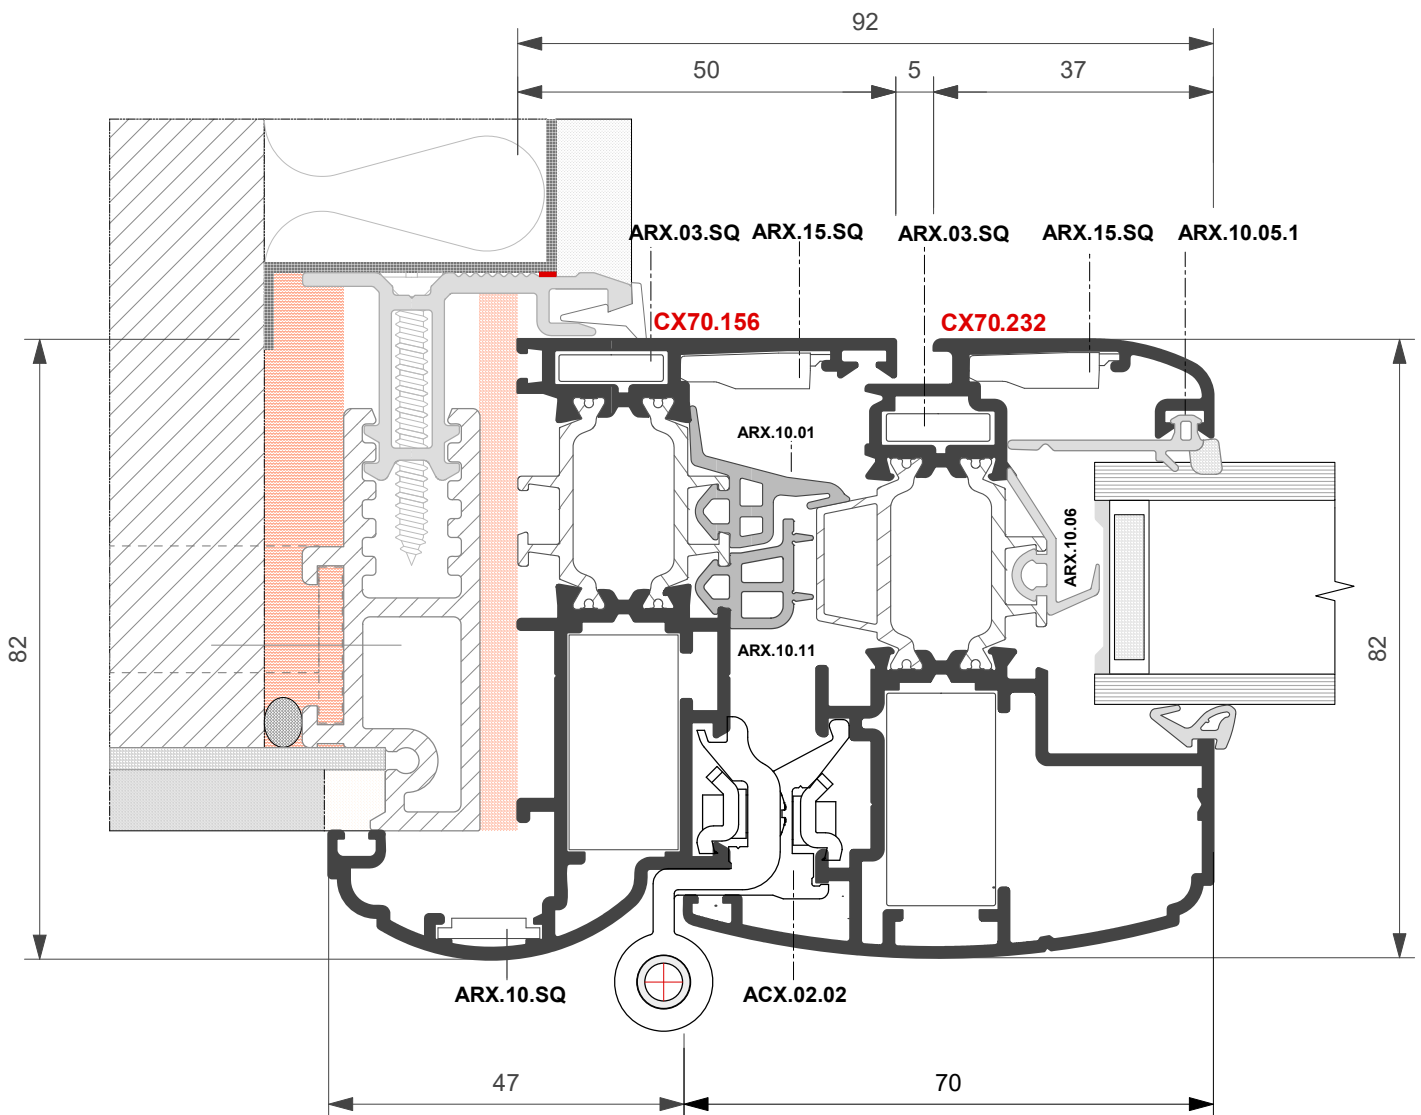 92
50 5 37
ARX.03.SQ ARX.15.SQ ARX.03.SQ ARX.15.SQ ARX.10.05.1
CX70.156 CX70.232
ARX.10.01
ARX.10.06
82 82
ARX.10.11
ARX.10.SQ ACX.02.02
47 70